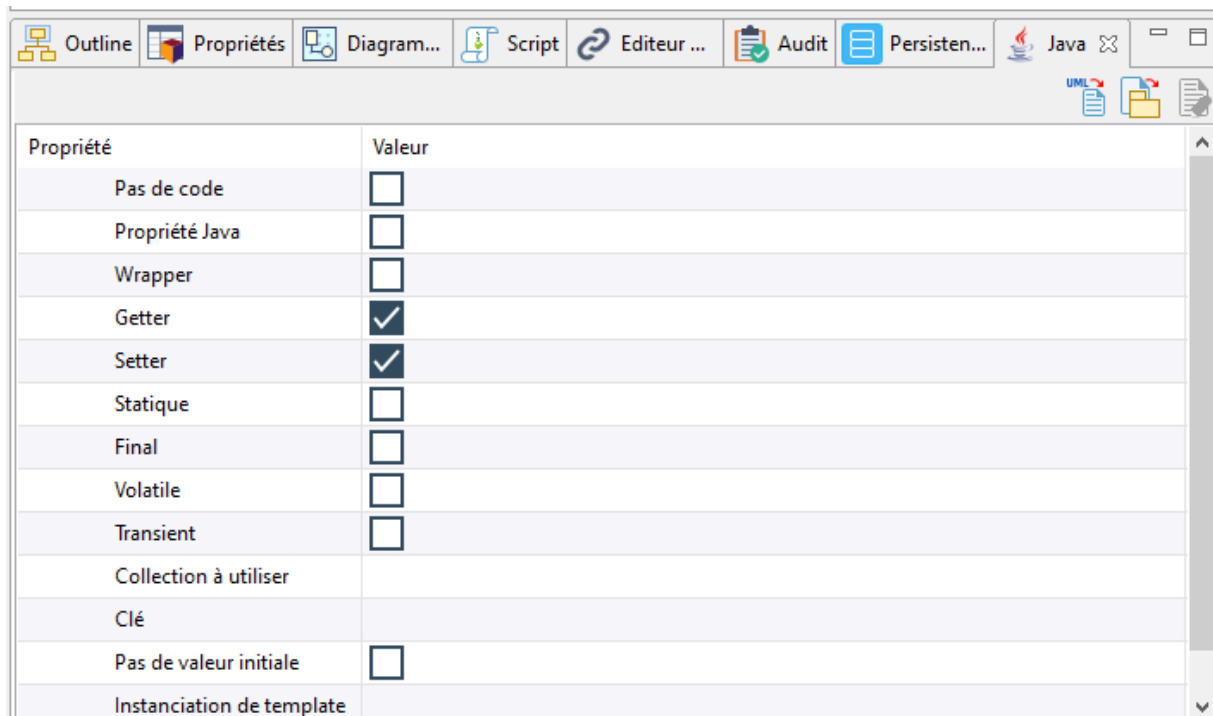 Outline Propriétés Diagram... Script Editeur ... Audit Persisten... Java
UML
Propriété Valeur
Pas de code
Propriété Java
Wrapper
Getter
Setter
Statique
Final
Volatile
Transient
Collection à utiliser
Clé
Pas de valeur initiale
Instanciation de template